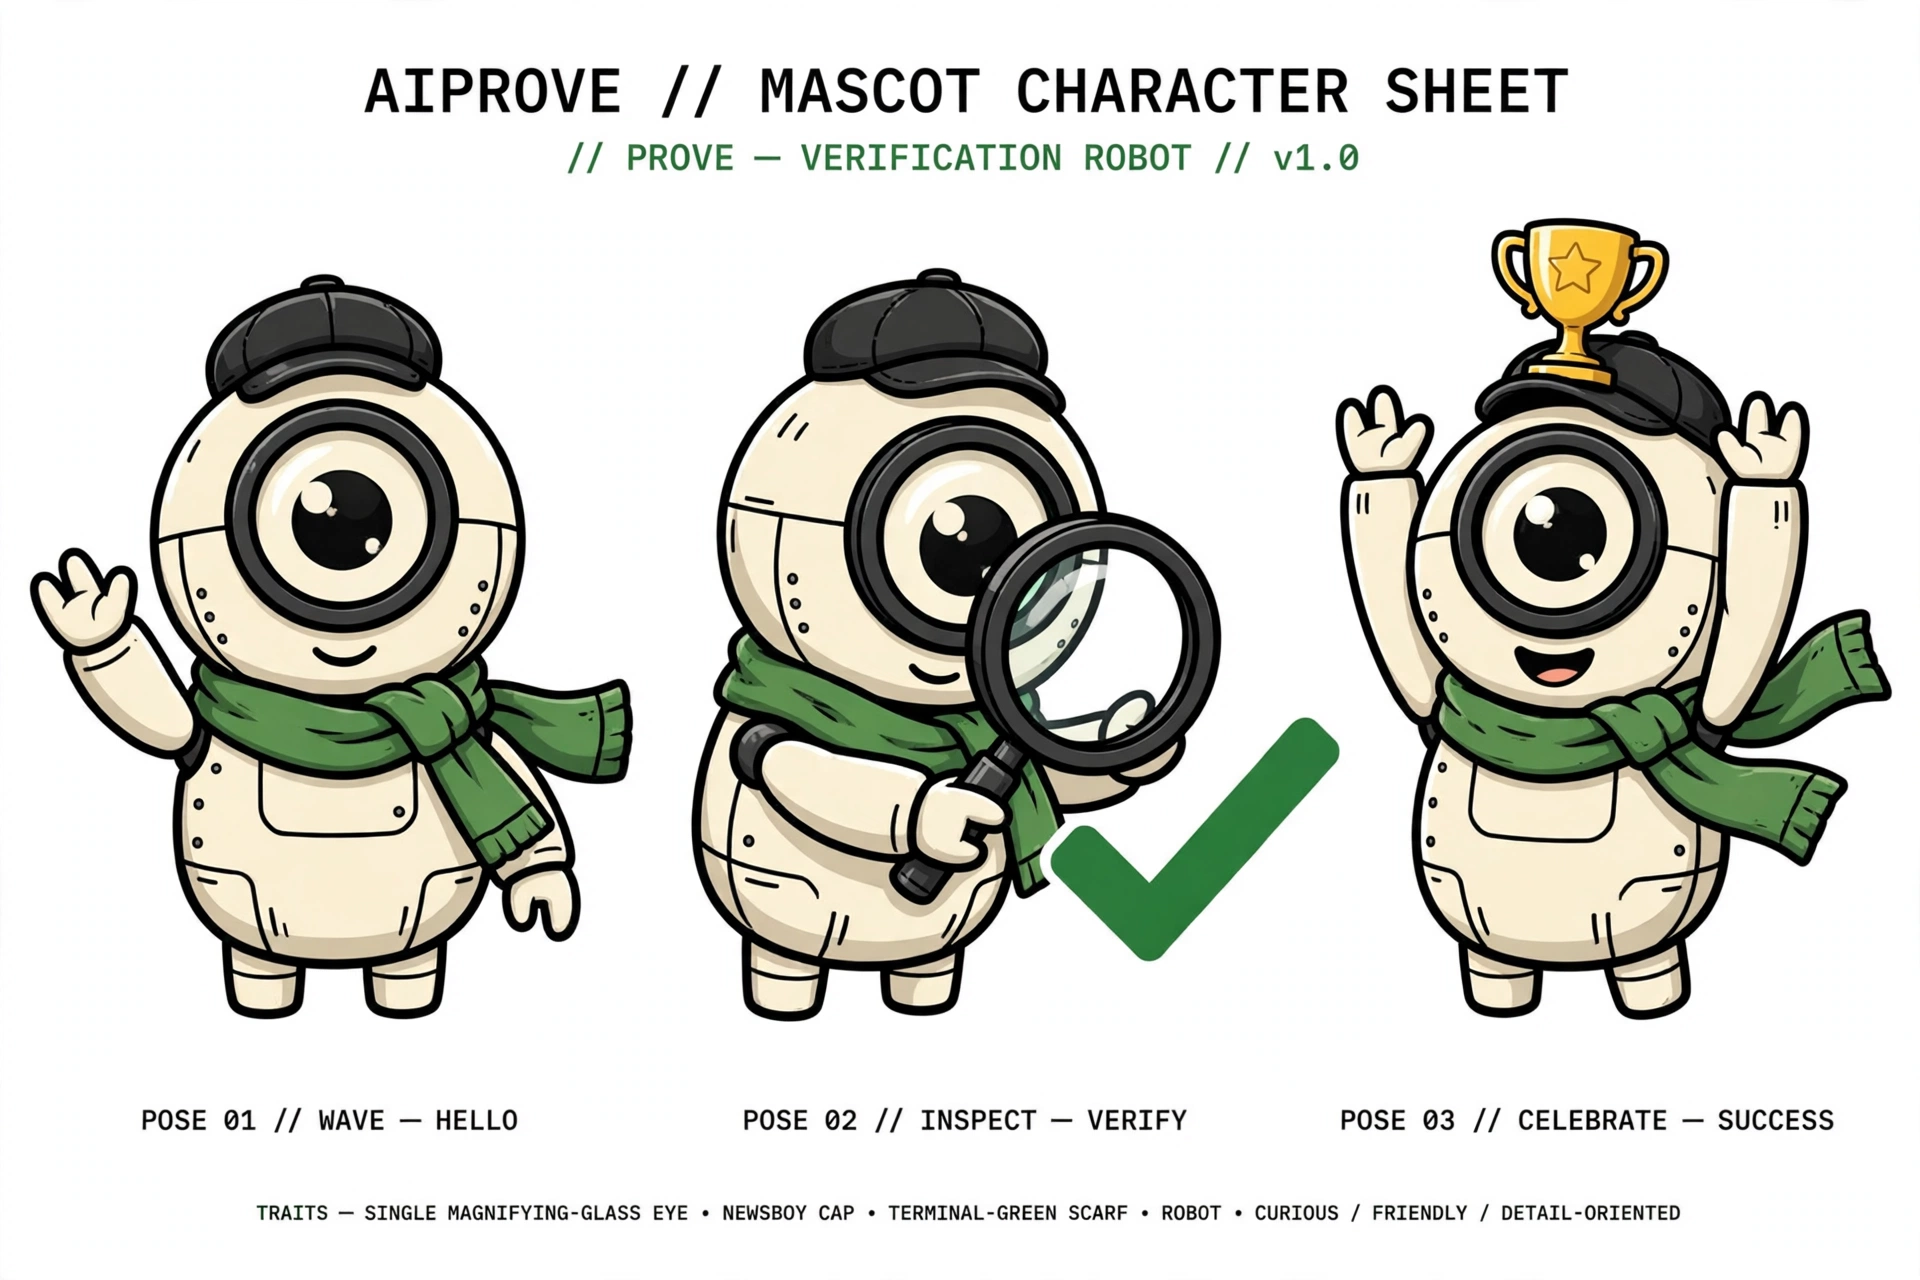 AIPROVE // MASCOT CHARACTER SHEET
// PROVE — VERIFICATION ROBOT // v1.0
POSE 01 // WAVE — HELLO
POSE 02 // INSPECT — VERIFY
POSE 03 // CELEBRATE — SUCCESS
TRAITS — SINGLE MAGNIFYING-GLASS EYE • NEWSBOY CAP • TERMINAL-GREEN SCARF • ROBOT • CURIOUS / FRIENDLY / DETAIL-ORIENTED